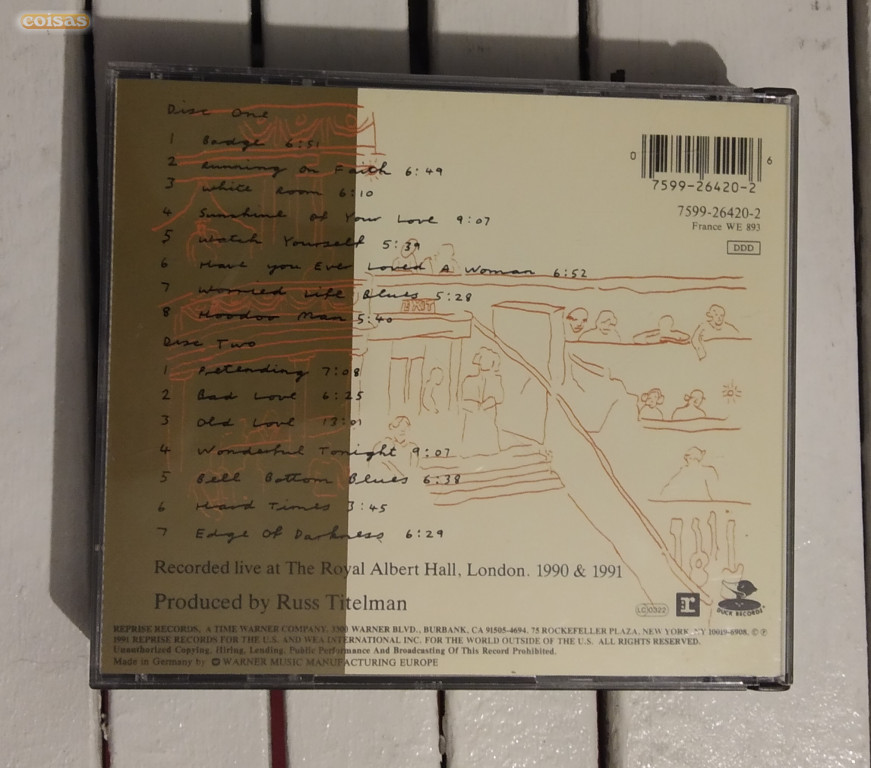 coisas
Disc One
1 Badge 6:51
2 Running on Faith 6:49
3 White Room 6:10
4 Sunshine of Your Love 9:07
5 Watch Yourself 5:39
6 Have you Ever Loved A Woman 6:52
7 Worried Life Blues 5:28
8 Hoodoo Man 5:40
EXIT
Disc Two
1 Pretending 7:08
2 Bad Love 6:25
3 Old Love 13:01
4 Wonderful Tonight 9:07
5 Bell Bottom Blues 6:38
6 Hard Times 3:45
7 Edge Of Darkness 6:29
0 6
7599-26420-2
7599-26420-2
France WE 893
DDD
Recorded live at The Royal Albert Hall, London. 1990 & 1991
Produced by Russ Titelman
LC 0322
r
DUCK RECORDS
REPRISE RECORDS, A TIME WARNER COMPANY, 3300 WARNER BLVD., BURBANK, CA 91505-4694. 75 ROCKEFELLER PLAZA, NEW YORK, NY 10019-6908. © ℗
1991 REPRISE RECORDS FOR THE U.S. AND WEA INTERNATIONAL INC. FOR THE WORLD OUTSIDE OF THE U.S. ALL RIGHTS RESERVED.
Unauthorized Copying, Hiring, Lending, Public Performance And Broadcasting Of This Record Prohibited.
Made in Germany by WARNER MUSIC MANUFACTURING EUROPE